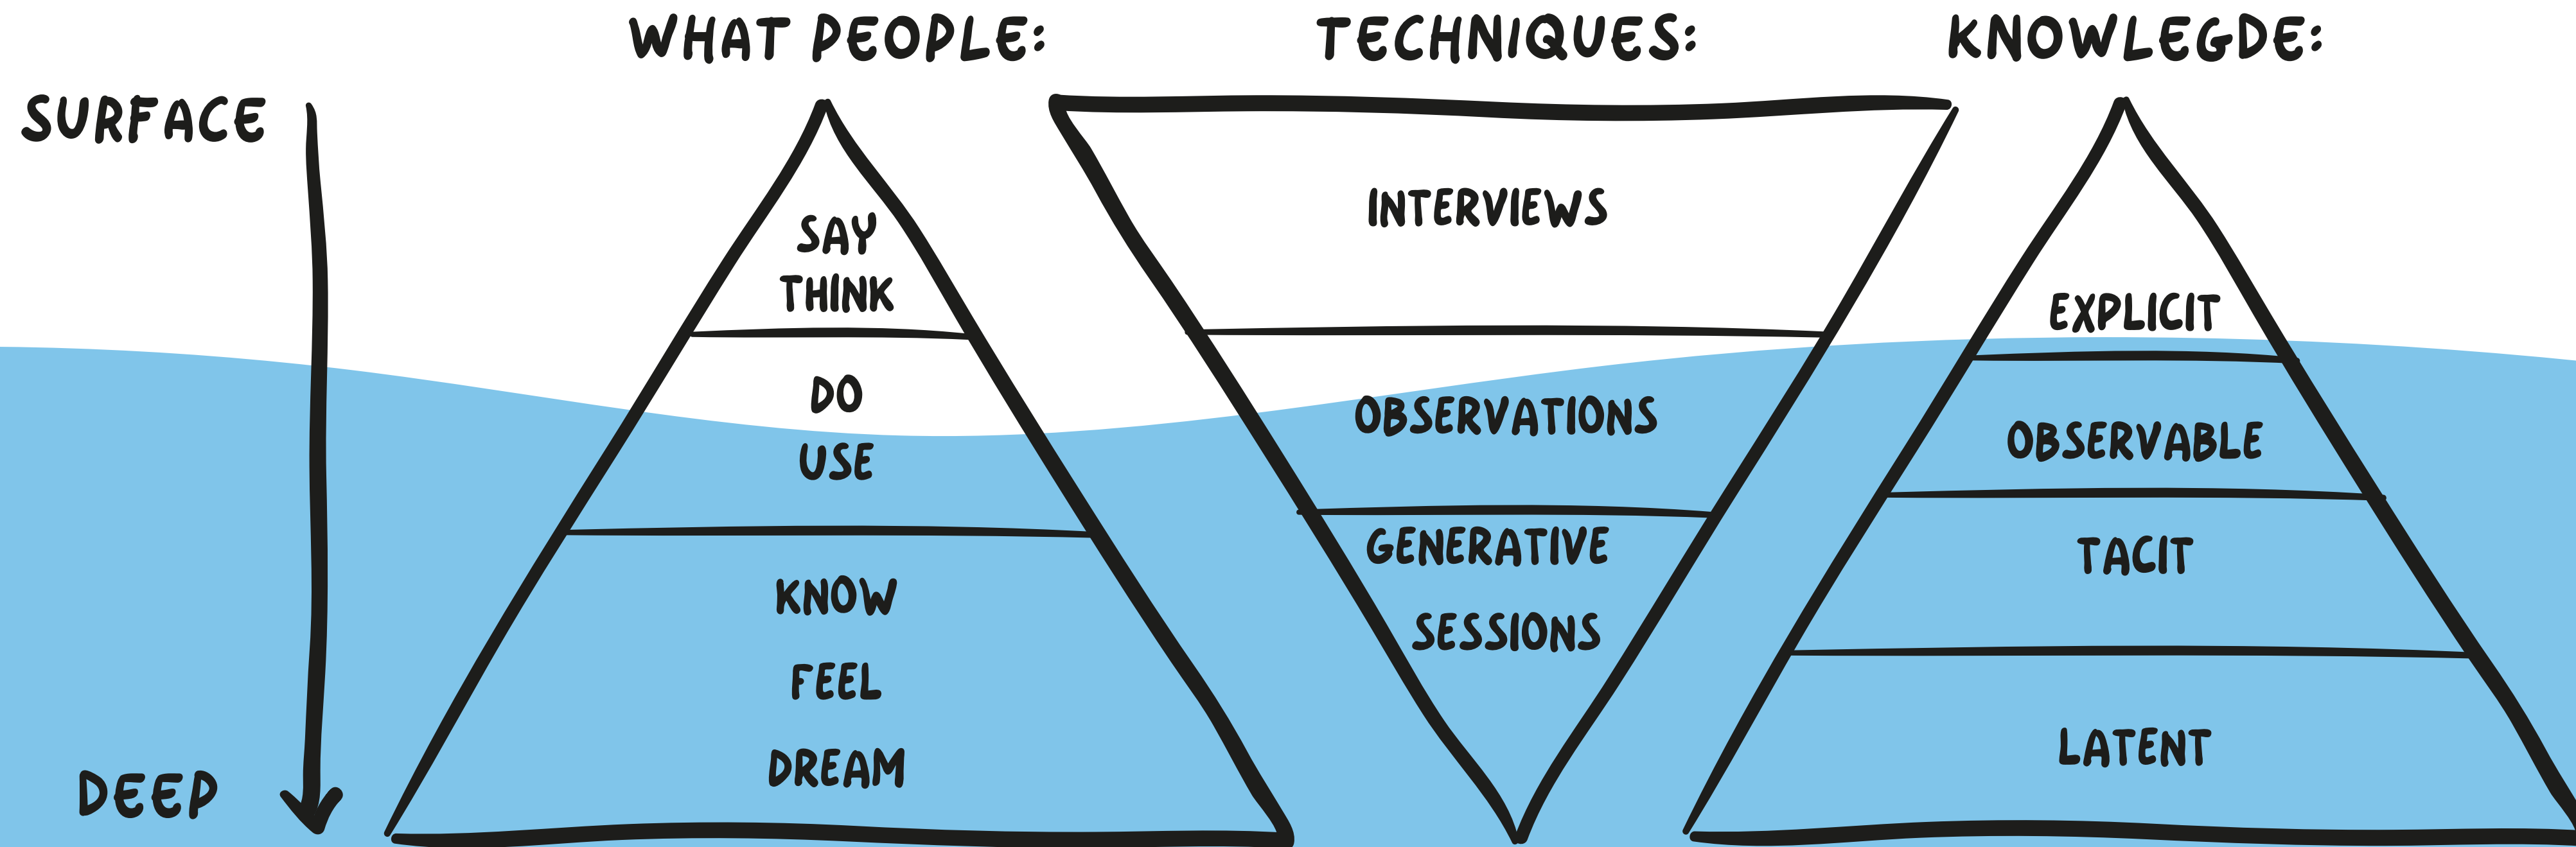 WHAT PEOPLE:
TECHNIQUES:
KNOWLEGDE:
SURFACE
DEEP
SAY
THINK
DO
USE
KNOW
FEEL
DREAM
INTERVIEWS
OBSERVATIONS
GENERATIVE
SESSIONS
EXPLICIT
OBSERVABLE
TACIT
LATENT